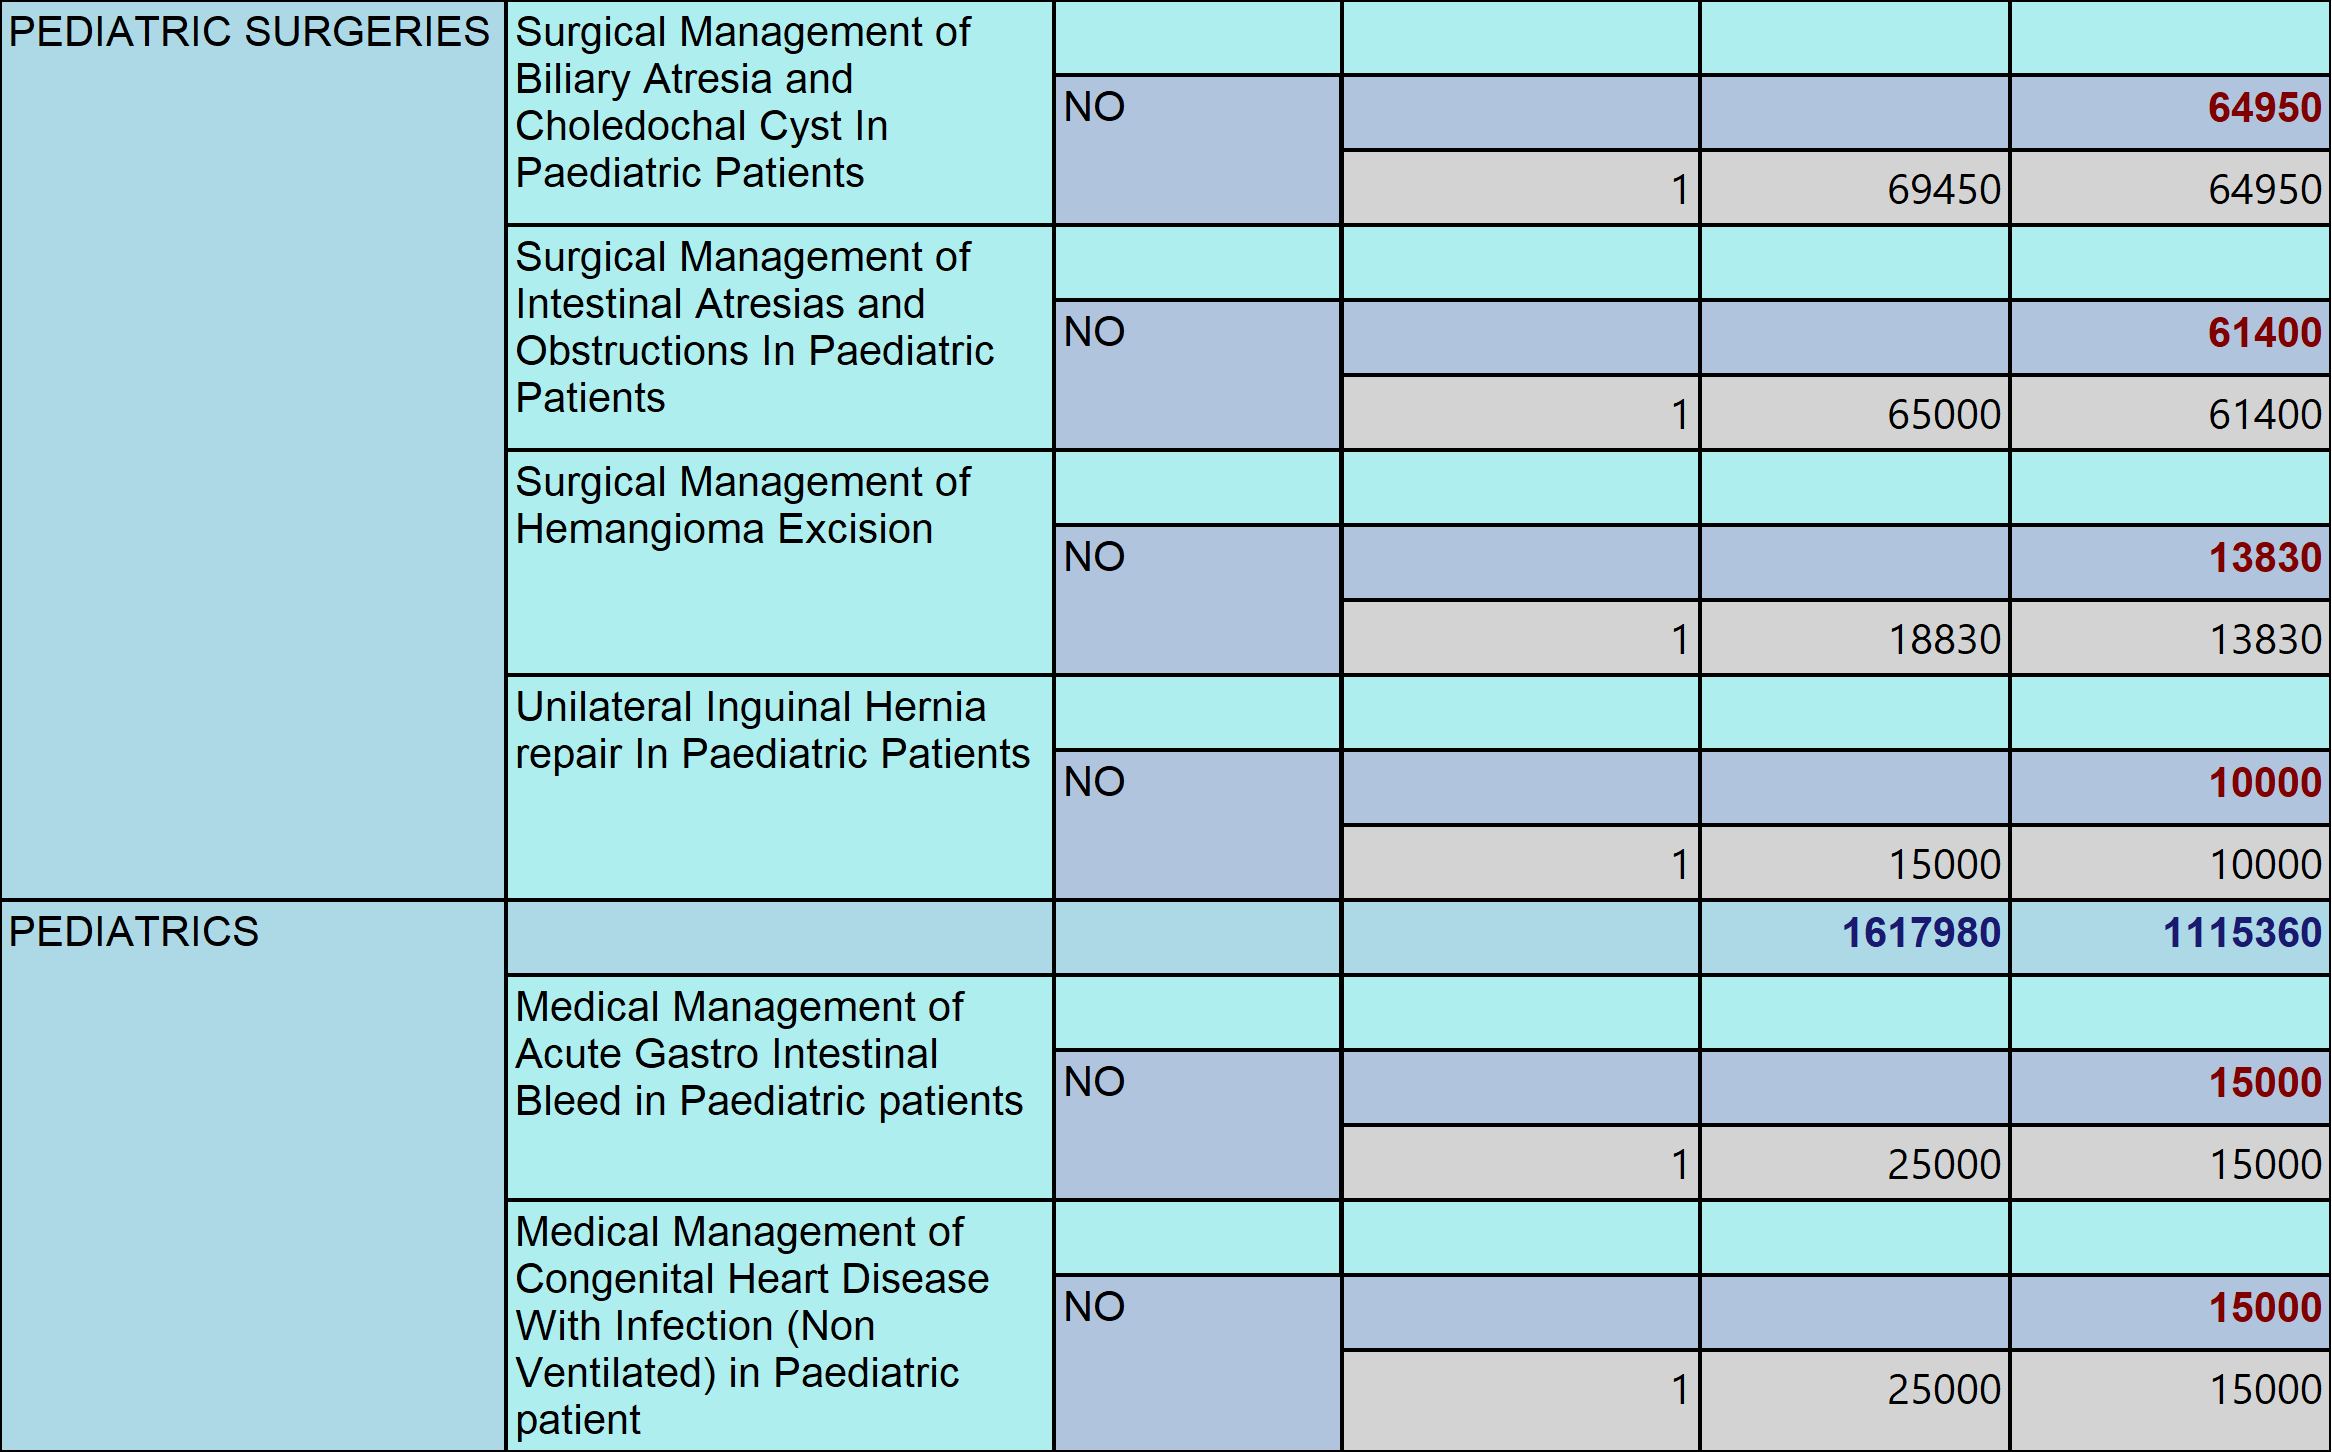 PEDIATRIC SURGERIES
Surgical Management of
Biliary Atresia and
Choledochal Cyst In
Paediatric Patients
NO
64950
1 69450 64950
Surgical Management of
Intestinal Atresias and
Obstructions In Paediatric
Patients
NO
61400
1 65000 61400
Surgical Management of
Hemangioma Excision
NO
13830
1 18830 13830
Unilateral Inguinal Hernia
repair In Paediatric Patients
NO
10000
1 15000 10000
PEDIATRICS 1617980 1115360
Medical Management of
Acute Gastro Intestinal
Bleed in Paediatric patients
NO
15000
1 25000 15000
Medical Management of
Congenital Heart Disease
With Infection (Non
Ventilated) in Paediatric
patient
NO
15000
1 25000 15000